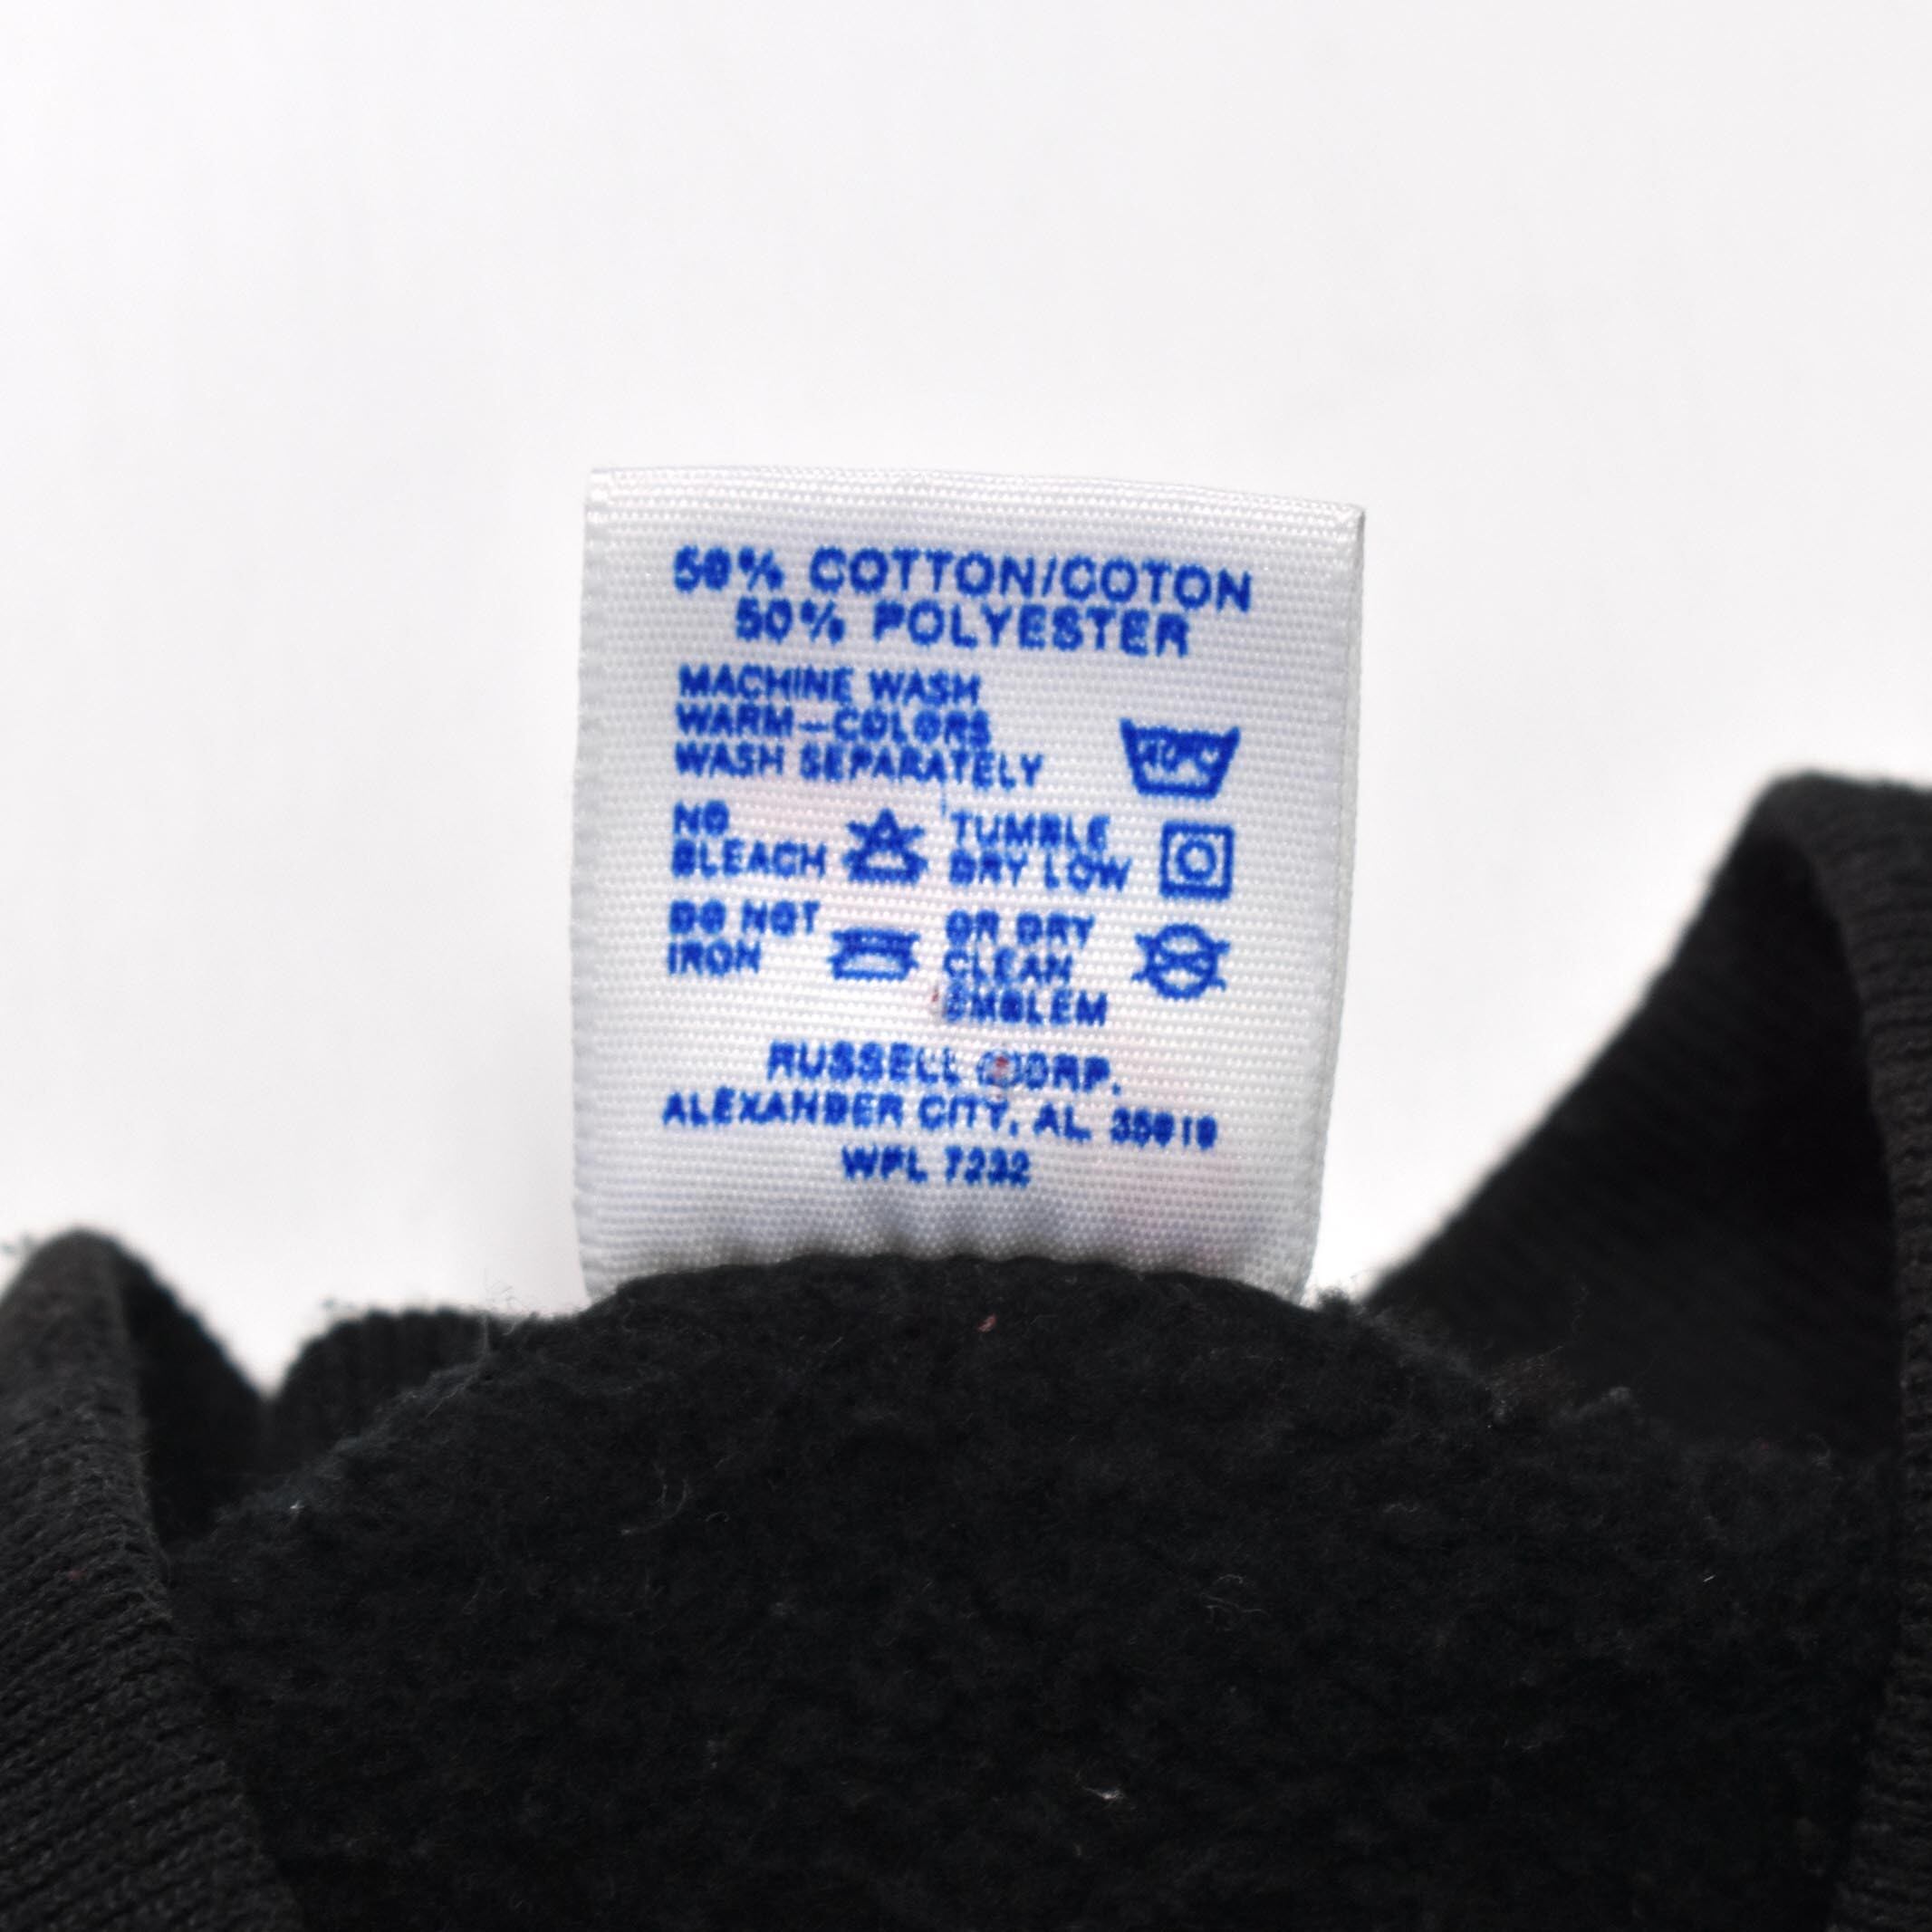 50% COTTON/COTON
50% POLYESTER
MACHINE WASH
WARM—COLORS
WASH SEPARATELY
40°C
NO
BLEACH
TUMBLE
DRY LOW
DO NOT
IRON
OR DRY
CLEAN
EMBLEM
RUSSELL CORP.
ALEXANDER CITY, AL 35010
WPL 7232